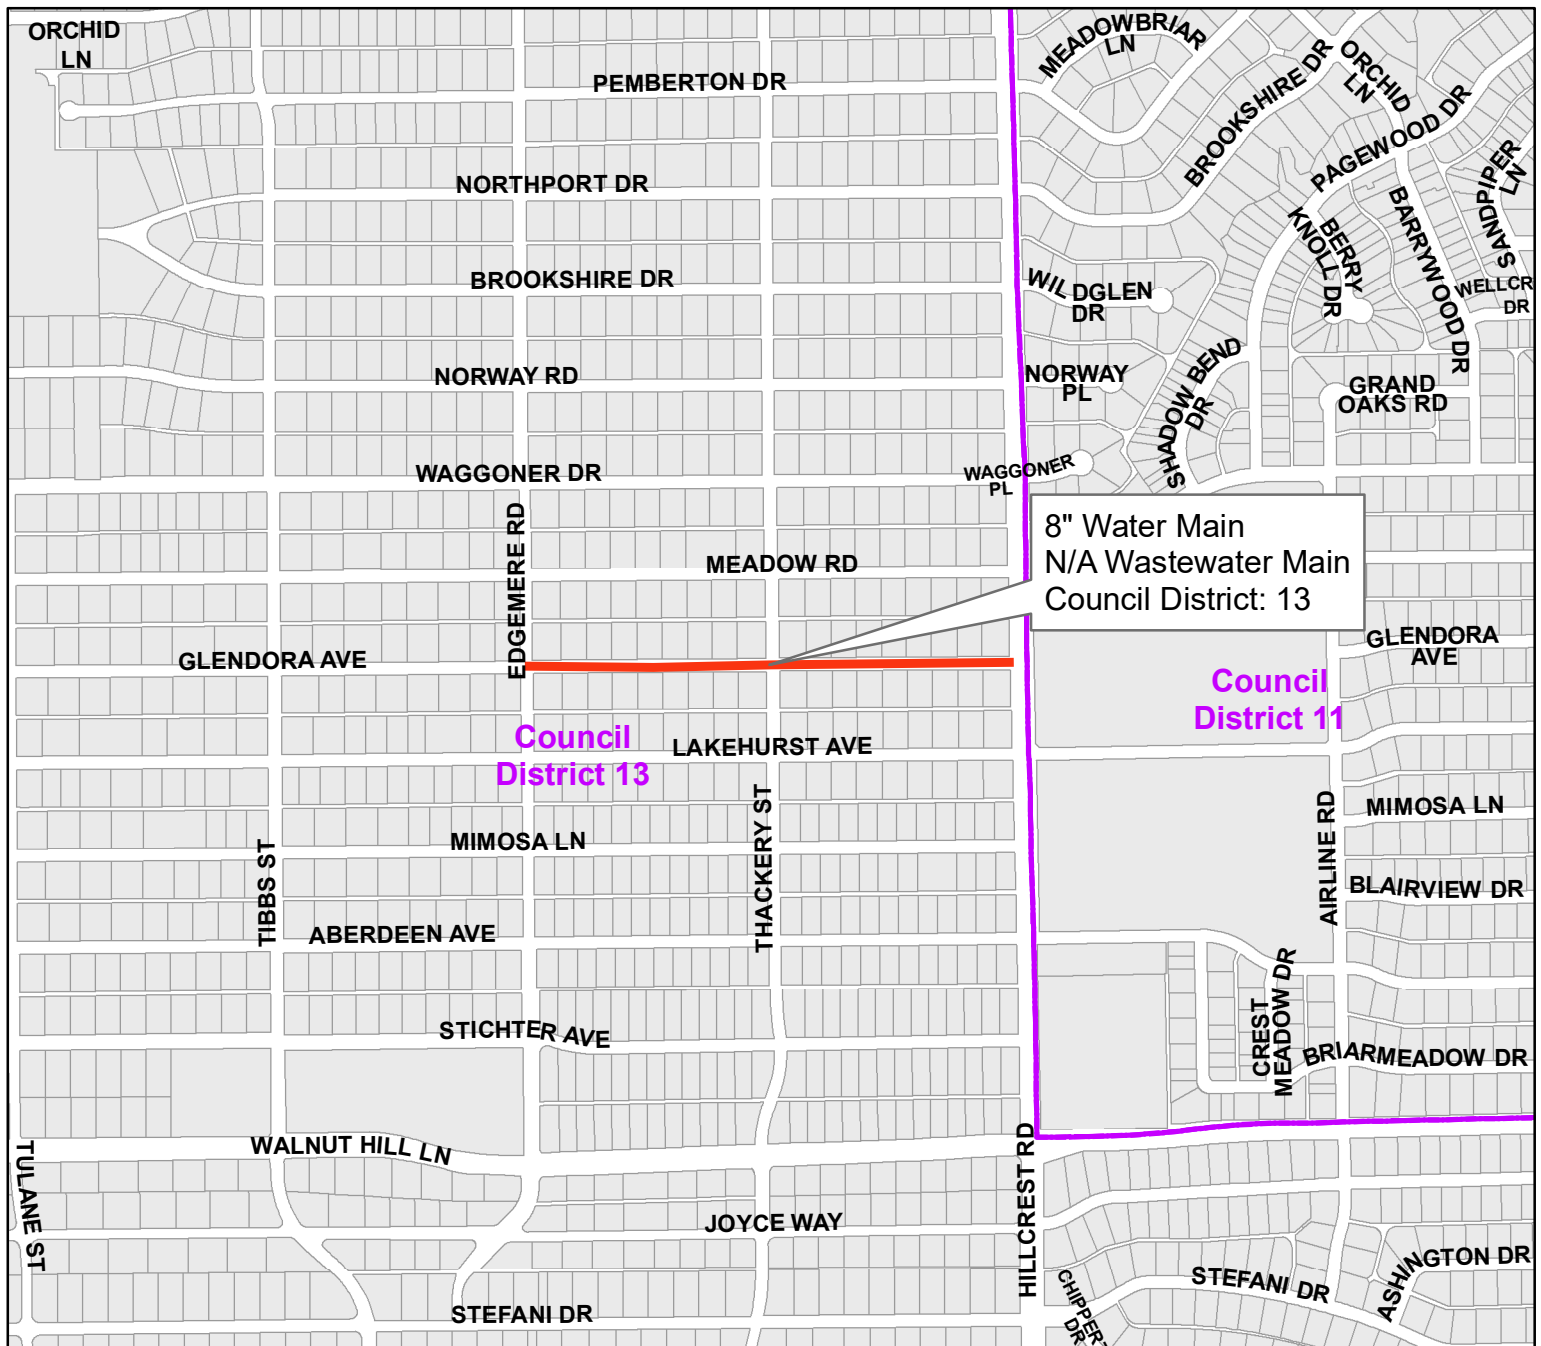 ORCHID
LN
PEMBERTON DR
MEADOWBRIAR
LN
BROOKSHIRE DR
ORCHID
LN
PAGEWOOD DR
SANDPIPER
LN
NORTHPORT DR
BERRY
KNOLL DR
BARRYWOOD DR
BROOKSHIRE DR
WILDGLEN
DR
WELLCR
DR
NORWAY RD
NORWAY
PL
SHADOW BEND
DR
GRAND
OAKS RD
WAGGONER DR
WAGGONER
PL
EDGEMERE RD
MEADOW RD
8" Water Main
N/A Wastewater Main
Council District: 13
GLENDORA AVE
GLENDORA
AVE
Council
District 11
Council
District 13
LAKEHURST AVE
THACKERY ST
AIRLINE RD
MIMOSA LN
MIMOSA LN
TIBBS ST
BLAIRVIEW DR
ABERDEEN AVE
CREST
MEADOW DR
STICHTER AVE
BRIARMEADOW DR
WALNUT HILL LN
HILLCREST RD
TULANE ST
JOYCE WAY
STEFANI DR
CHIPPER
DR
STEFANI DR
ASHINGTON DR